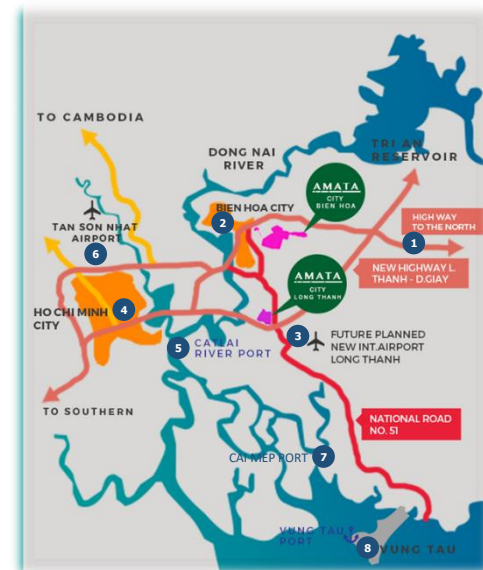 TO CAMBODIA
DONG NAI
RIVER
TRI AN
RESERVOIR
AMATA
CITY
BIEN HOA
BIEN HOA CITY
2
TAN SON NHAT
AIRPORT
6
HIGH WAY
TO THE NORTH
1
NEW HIGHWAY L.
THANH - D.GIAY
AMATA
CITY
LONG THANH
HO CHI MINH
CITY
4
3
FUTURE PLANNED
NEW INT.AIRPORT
LONG THANH
5
CATLAI
RIVER PORT
TO SOUTHERN
NATIONAL ROAD
NO. 51
CAI MEP PORT
7
VUNG TAU
PORT
8
VUNG TAU